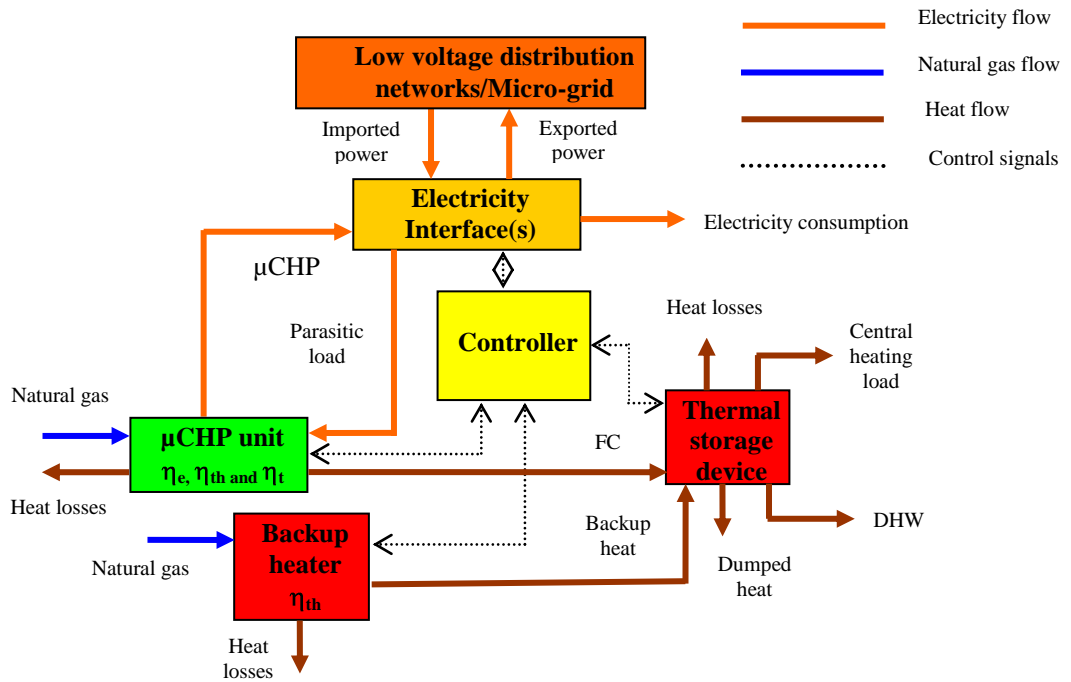 Electricity flow
Natural gas flow
Heat flow
Control signals
Low voltage distribution
networks/Micro-grid
Imported
power
Exported
power
Electricity
Interface(s)
Electricity consumption
µCHP
Parasitic
load
Controller
Heat losses
Central
heating
load
Natural gas
µCHP unit
ηe, ηth and ηt
FC
Thermal
storage
device
Heat losses
DHW
Backup
heat
Dumped
heat
Backup
heater
ηth
Natural gas
Heat
losses